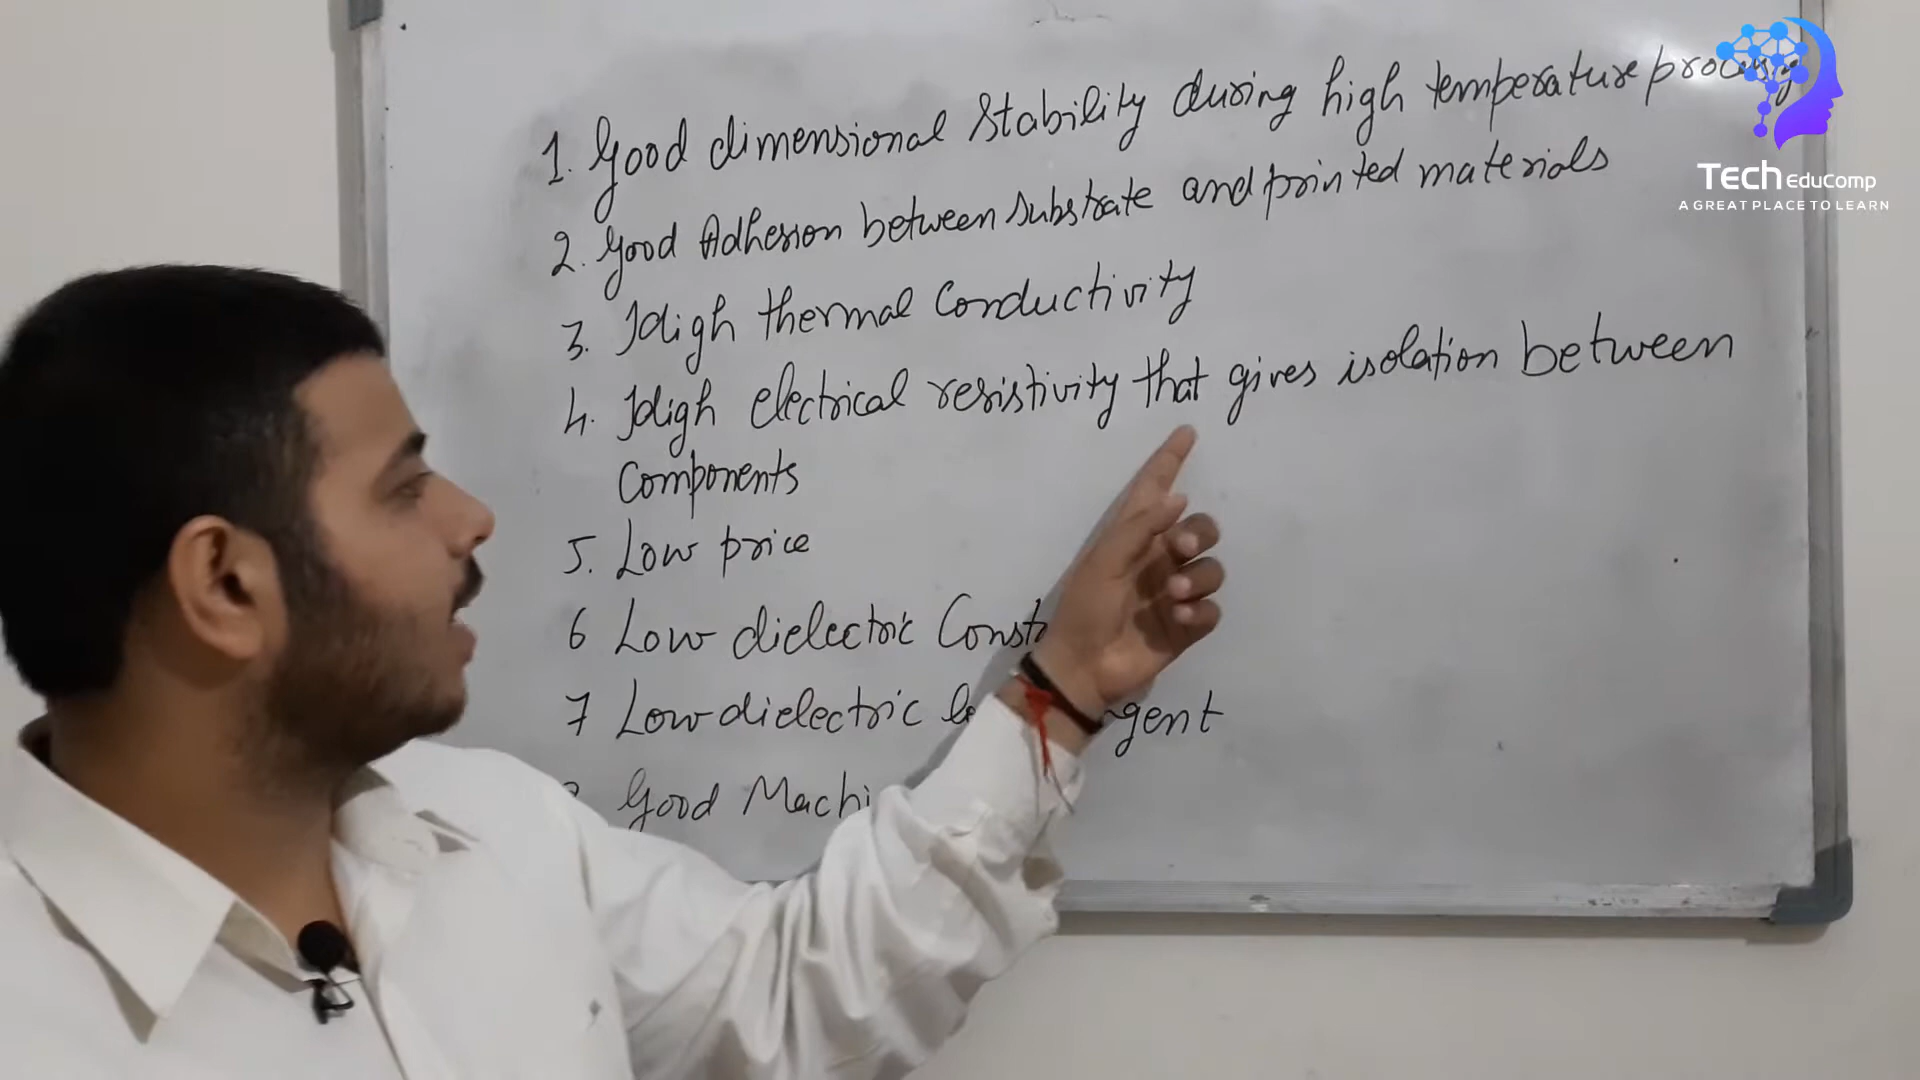 1. Good dimensional stability during high temperature
2. Good Adhesion between substrate and printed materials
3. High thermal Conductivity
4. High electrical resistivity that gives isolation between
Components
5. Low price
6 Low dielectric
7 Low dielectric
Good
TECH EduComp
A GREAT PLACE TO LEARN